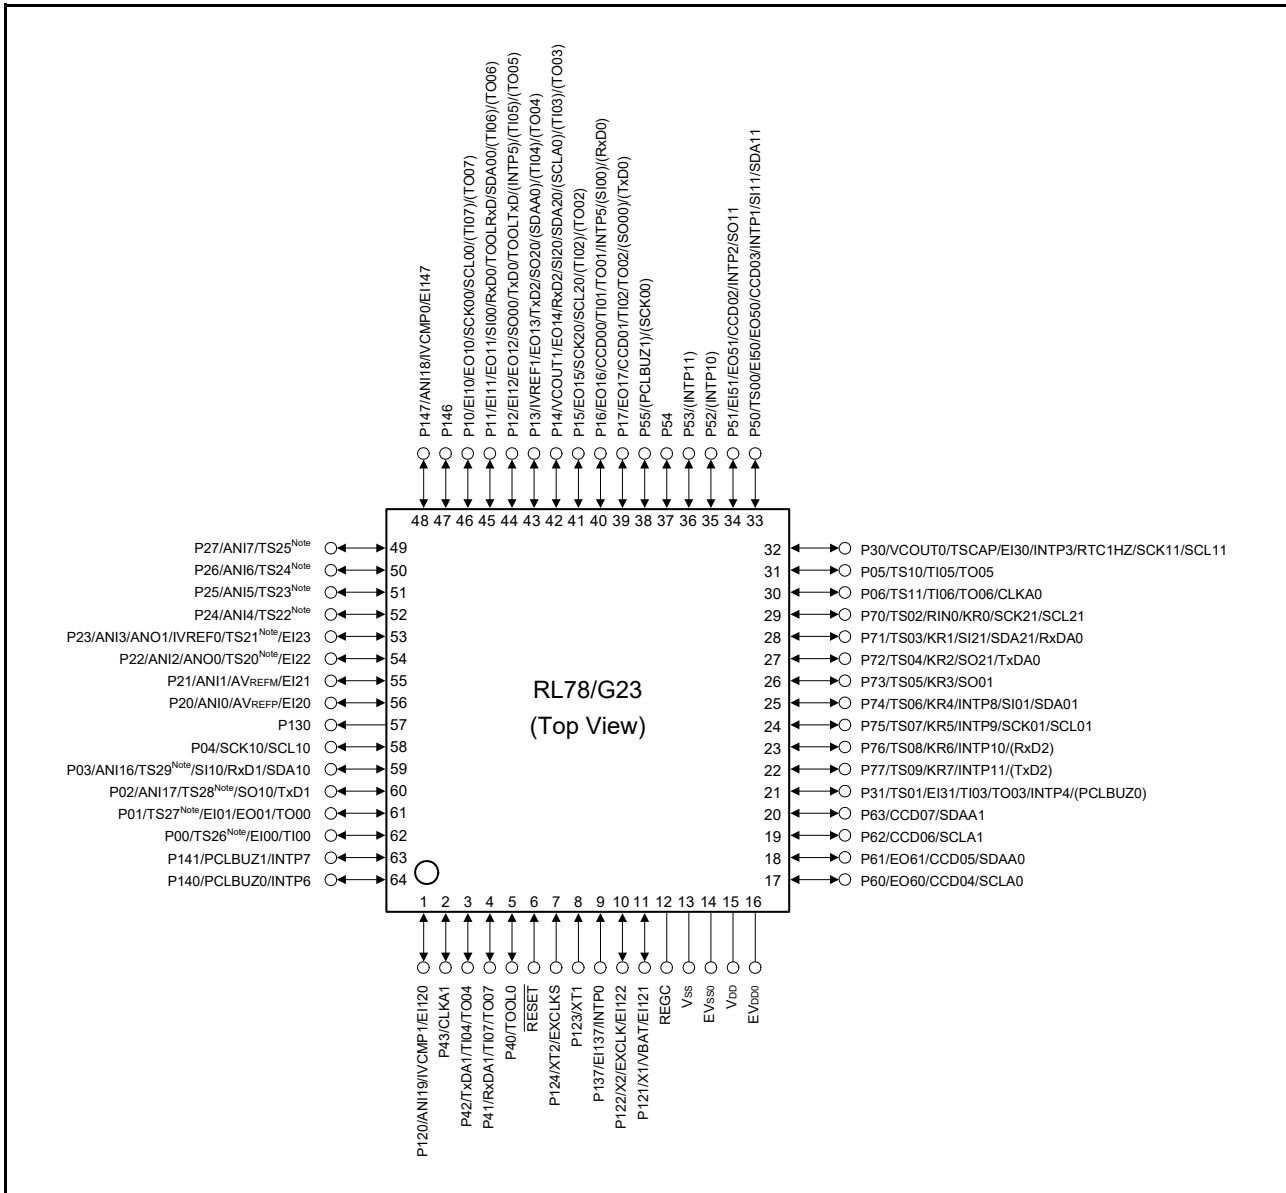 P147/ANI18/IVCMP0/EI147
P146
P10/EI10/EO10/SCK00/SCL00/(TI07)/(TO07)
P11/EI11/EO11/SI00/RxD0/TOOLRxD/SDA00/(TI06)/(TO06)
P12/EI12/EO12/SO00/TxD0/TOOLTxD/(INTP5)/(TI05)/(TO05)
P13/IVREF1/EO13/TxD2/SO20/(SDAA0)/(TI04)/(TO04)
P14/VCOUT1/EO14/RxD2/SI20/SDA20/(SCLA0)/(TI03)/(TO03)
P15/EO15/SCK20/SCL20/(TI02)/(TO02)
P16/EO16/CCD00/TI01/TO01/INTP5/(SI00)/(RxD0)
P17/EO17/CCD01/TI02/TO02/(SO00)/(TxD0)
P55/(PCLBUZ1)/(SCK00)
P54
P53/(INTP11)
P52/(INTP10)
P51/EI51/EO51/CCD02/INTP2/SO11
P50/TS00/EI50/EO50/CCD03/INTP1/SI11/SDA11
48 47 46 45 44 43 42 41 40 39 38 37 36 35 34 33
P27/ANI7/TS25Note 49
P26/ANI6/TS24Note 50
P25/ANI5/TS23Note 51
P24/ANI4/TS22Note 52
P23/ANI3/ANO1/IVREF0/TS21Note/EI23 53
P22/ANI2/ANO0/TS20Note/EI22 54
P21/ANI1/AVREFM/EI21 55
P20/ANI0/AVREFP/EI20 56
P130 57
P04/SCK10/SCL10 58
P03/ANI16/TS29Note/SI10/RxD1/SDA10 59
P02/ANI17/TS28Note/SO10/TxD1 60
P01/TS27Note/EI01/EO01/TO00 61
P00/TS26Note/EI00/TI00 62
P141/PCLBUZ1/INTP7 63
P140/PCLBUZ0/INTP6 64
RL78/G23
(Top View)
32 P30/VCOUT0/TSCAP/EI30/INTP3/RTC1HZ/SCK11/SCL11
31 P05/TS10/TI05/TO05
30 P06/TS11/TI06/TO06/CLKA0
29 P70/TS02/RIN0/KR0/SCK21/SCL21
28 P71/TS03/KR1/SI21/SDA21/RxDA0
27 P72/TS04/KR2/SO21/TxDA0
26 P73/TS05/KR3/SO01
25 P74/TS06/KR4/INTP8/SI01/SDA01
24 P75/TS07/KR5/INTP9/SCK01/SCL01
23 P76/TS08/KR6/INTP10/(RxD2)
22 P77/TS09/KR7/INTP11/(TxD2)
21 P31/TS01/EI31/TI03/TO03/INTP4/(PCLBUZ0)
20 P63/CCD07/SDAA1
19 P62/CCD06/SCLA1
18 P61/EO61/CCD05/SDAA0
17 P60/EO60/CCD04/SCLA0
1 2 3 4 5 6 7 8 9 10 11 12 13 14 15 16
P120/ANI19/IVCMP1/EI120
P43/CLKA1
P42/TxDA1/TI04/TO04
P41/RxDA1/TI07/TO07
P40/TOOL0
RESET
P124/XT2/EXCLKS
P123/XT1
P137/EI137/INTP0
P122/X2/EXCLK/EI122
P121/X1/VBAT/EI121
REGC
VSS
EVSS0
VDD
EVDD0